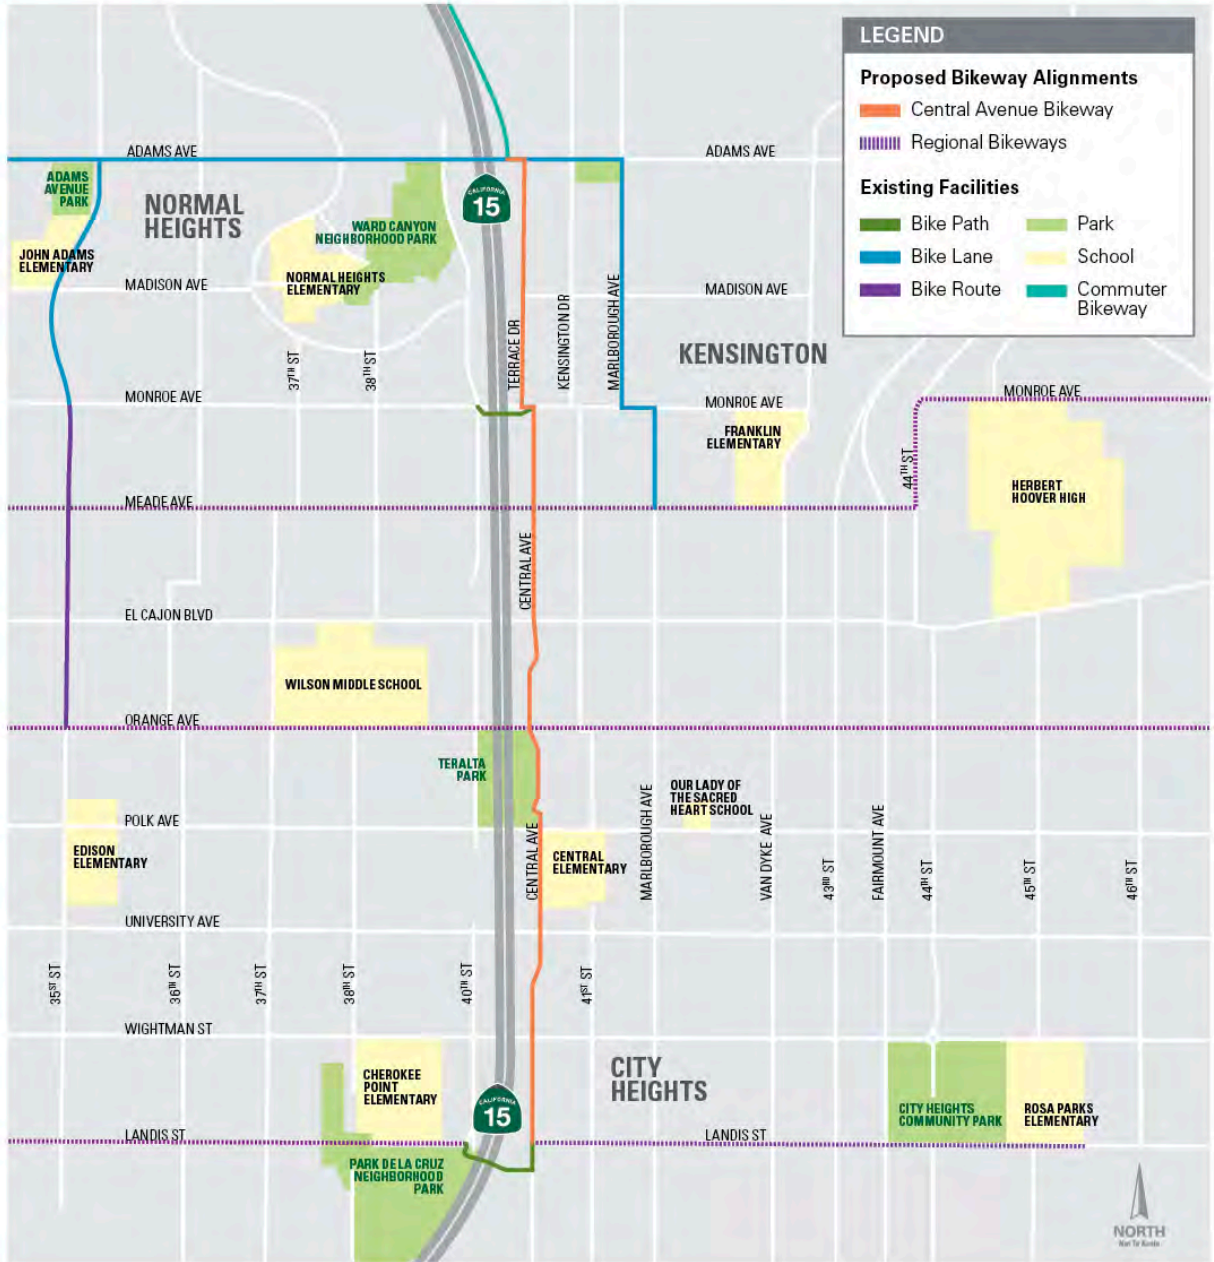 LEGEND
Proposed Bikeway Alignments
Central Avenue Bikeway
Regional Bikeways
Existing Facilities
Bike Path
Park
Bike Lane
School
Bike Route
Commuter
Bikeway
ADAMS AVE
ADAMS AVE
ADAMS
AVENUE
PARK
NORMAL
HEIGHTS
CALIFORNIA
15
WARD CANYON
NEIGHBORHOOD PARK
JOHN ADAMS
ELEMENTARY
NORMAL HEIGHTS
ELEMENTARY
MADISON AVE
MADISON AVE
TERRACE DR
KENSINGTON DR
MARLBOROUGH AVE
KENSINGTON
37TH ST
38TH ST
MONROE AVE
MONROE AVE
MONROE AVE
FRANKLIN
ELEMENTARY
44TH ST
HERBERT
HOOVER HIGH
MEADE AVE
CENTRAL AVE
EL CAJON BLVD
WILSON MIDDLE SCHOOL
ORANGE AVE
TERALTA
PARK
OUR LADY OF
THE SACRED
HEART SCHOOL
POLK AVE
EDISON
ELEMENTARY
CENTRAL AVE
CENTRAL
ELEMENTARY
MARLBOROUGH AVE
VAN DYKE AVE
43RD ST
FAIRMOUNT AVE
44TH ST
45TH ST
46TH ST
UNIVERSITY AVE
35ST ST
36TH ST
37TH ST
38TH ST
40TH ST
41ST ST
WIGHTMAN ST
CITY
HEIGHTS
CHEROKEE
POINT
ELEMENTARY
CALIFORNIA
15
CITY HEIGHTS
COMMUNITY PARK
ROSA PARKS
ELEMENTARY
LANDIS ST
LANDIS ST
PARK DE LA CRUZ
NEIGHBORHOOD
PARK
NORTH
Not To Scale